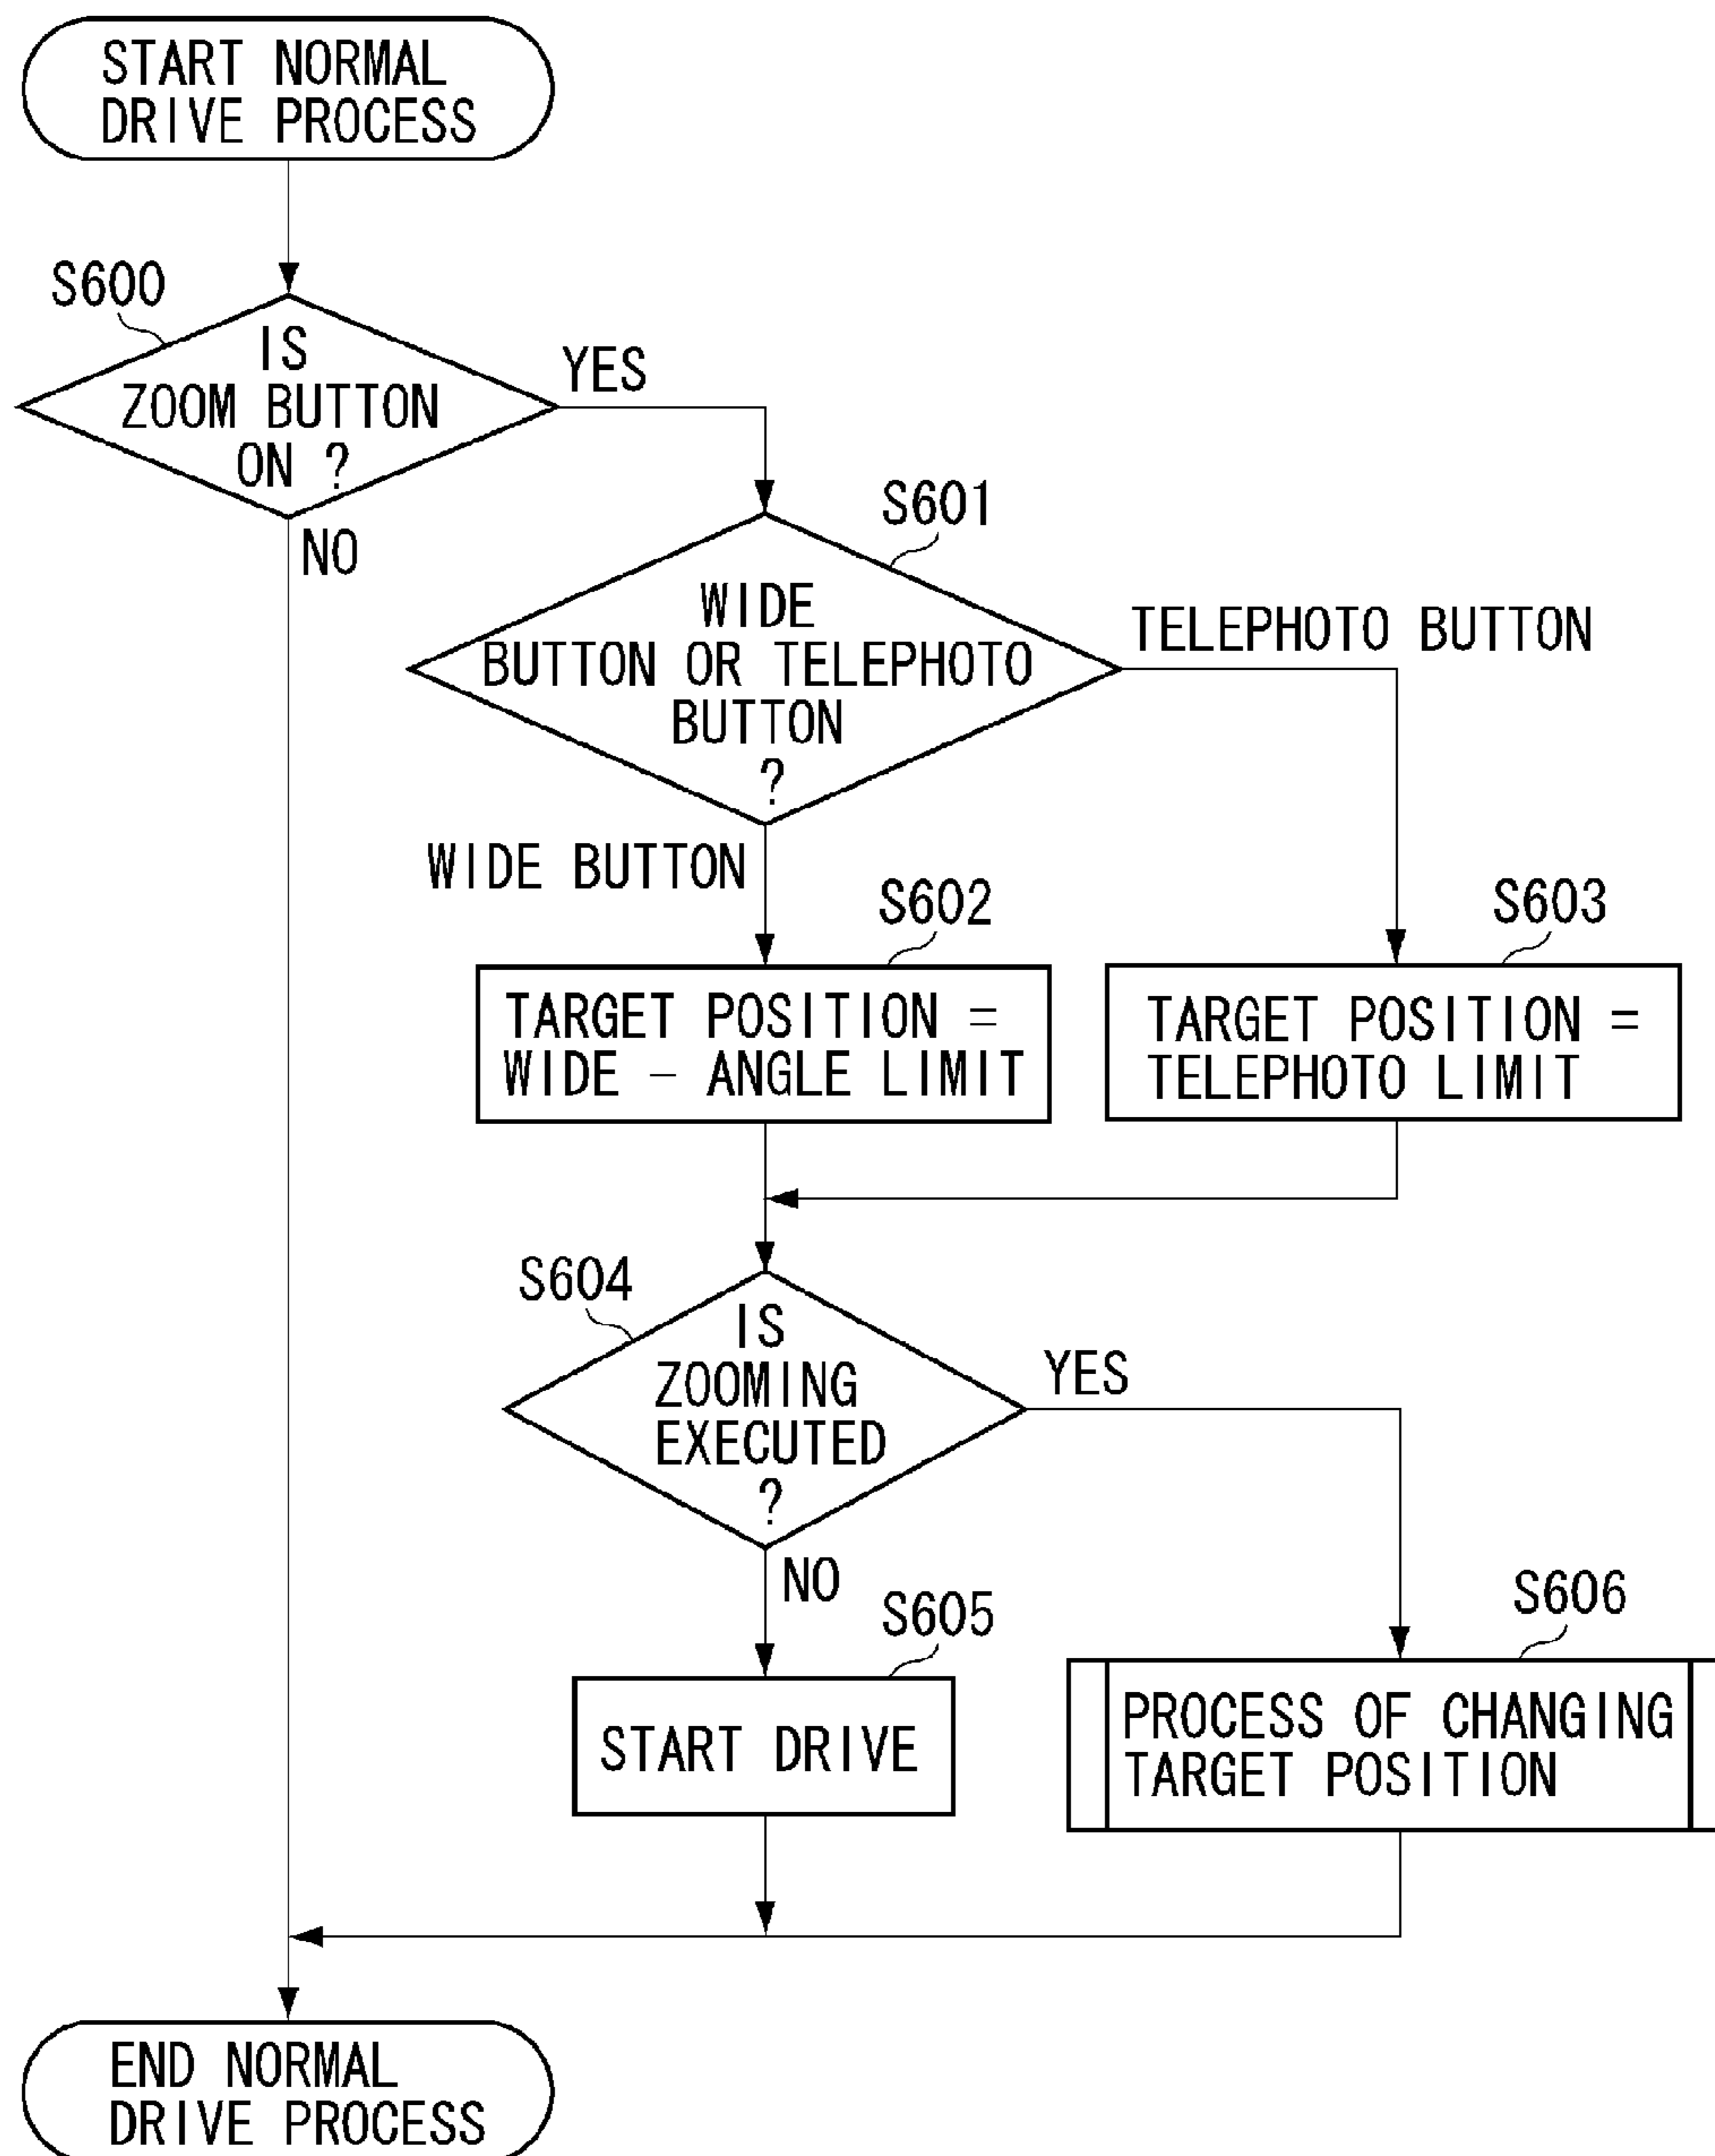 START NORMAL
DRIVE PROCESS
S600
IS
ZOOM BUTTON
ON ?
YES
NO
S601
WIDE
BUTTON OR TELEPHOTO
BUTTON
?
TELEPHOTO BUTTON
WIDE BUTTON
S602
TARGET POSITION =
WIDE - ANGLE LIMIT
S603
TARGET POSITION =
TELEPHOTO LIMIT
S604
IS
ZOOMING
EXECUTED
?
YES
NO
S605
START DRIVE
S606
PROCESS OF CHANGING
TARGET POSITION
END NORMAL
DRIVE PROCESS